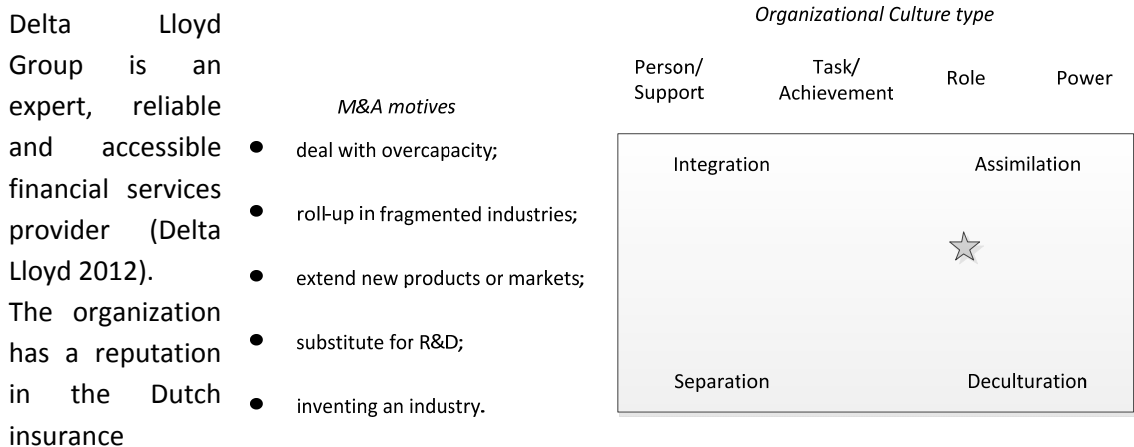 Delta Lloyd
Group is an
expert, reliable
and accessible
financial services
provider (Delta
Lloyd 2012).
The organization
has a reputation
in the Dutch
insurance
M&A motives
● deal with overcapacity;
● roll-up in fragmented industries;
● extend new products or markets;
● substitute for R&D;
● inventing an industry.
Organizational Culture type
Person/
Support
Task/
Achievement
Role
Power
Integration
Assimilation
Separation
Deculturation